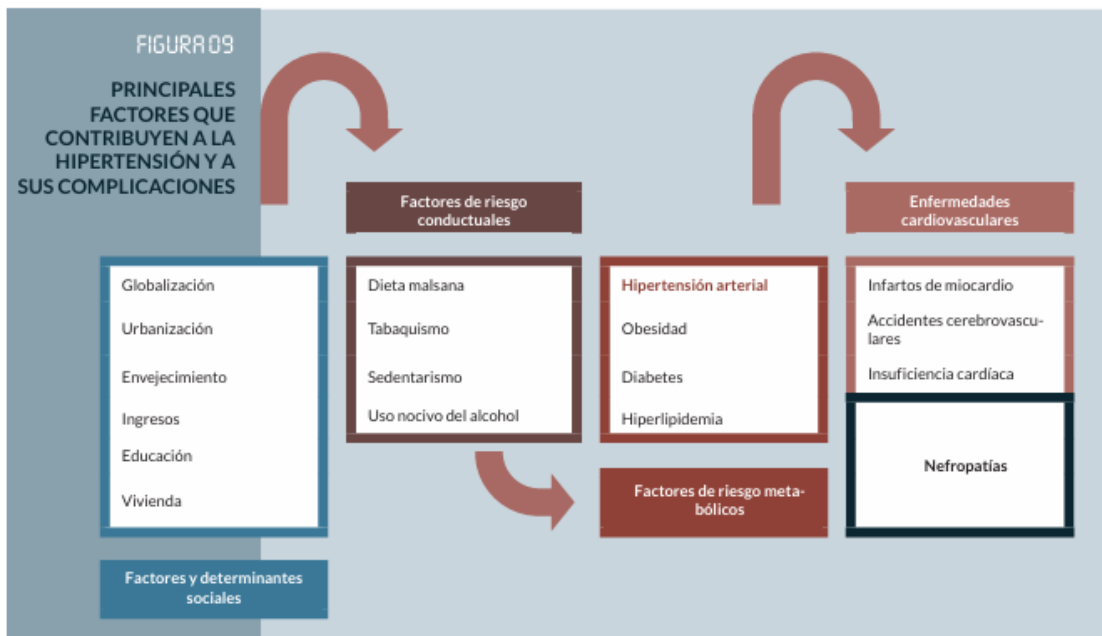 FIGURA 09
PRINCIPALES
FACTORES QUE
CONTRIBUYEN A LA
HIPERTENSIÓN Y A
SUS COMPLICACIONES
Globalización
Urbanización
Envejecimiento
Ingresos
Educación
Vivienda
Factores y determinantes
sociales
Factores de riesgo
conductuales
Dieta malsana
Tabaquismo
Sedentarismo
Uso nocivo del alcohol
Hipertensión arterial
Obesidad
Diabetes
Hiperlipidemia
Factores de riesgo meta-
bólicos
Enfermedades
cardiovasculares
Infartos de miocardio
Accidentes cerebrovascu-
lares
Insuficiencia cardíaca
Nefropatías